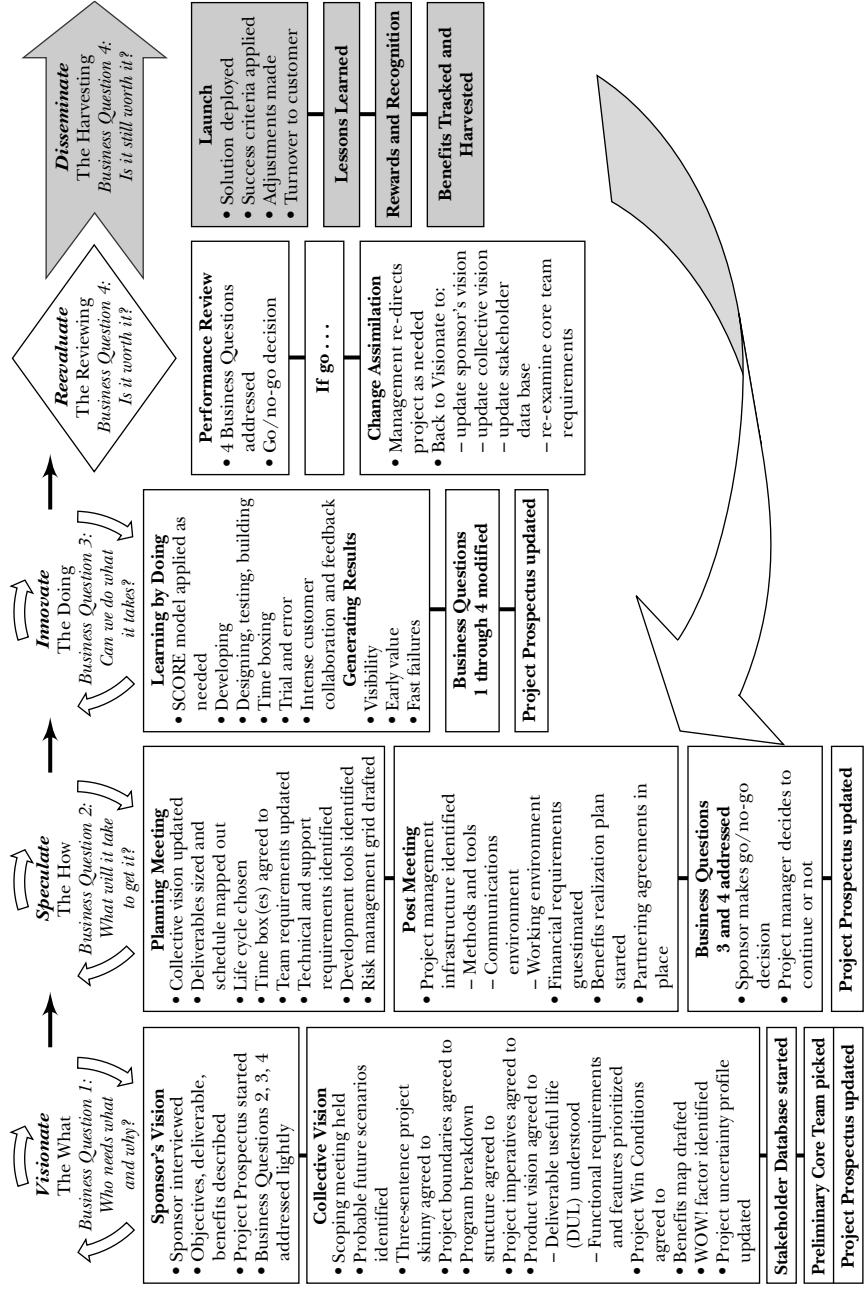 Visionate
The What
Business Question 1:
Who needs what
and why?
Sponsor's Vision
• Sponsor interviewed
• Objectives, deliverable,
benefits described
• Project Prospectus started
• Business Questions 2, 3, 4
addressed lightly
Collective Vision
• Scoping meeting held
• Probable future scenarios
identified
• Three-sentence project
skinny agreed to
• Project boundaries agreed to
• Program breakdown
structure agreed to
• Project imperatives agreed to
• Product vision agreed to
– Deliverable useful life
(DUL) understood
– Functional requirements
and features prioritized
• Project Win Conditions
agreed to
• Benefits map drafted
• WOW! factor identified
• Project uncertainty profile
updated
Stakeholder Database started
Preliminary Core Team picked
Project Prospectus updated
Speculate
The How
Business Question 2:
What will it take
to get it?
Planning Meeting
• Collective vision updated
• Deliverables sized and
schedule mapped out
• Life cycle chosen
• Time box(es) agreed to
• Team requirements updated
• Technical and support
requirements identified
• Development tools identified
• Risk management grid drafted
Post Meeting
• Project management
infrastructure identified
– Methods and tools
– Communications
environment
– Working environment
• Financial requirements
guestimated
• Benefits realization plan
started
• Partnering agreements in
place
Business Questions
3 and 4 addressed
• Sponsor makes go/no-go
decision
• Project manager decides to
continue or not
Project Prospectus updated
Innovate
The Doing
Business Question 3:
Can we do what
it takes?
Learning by Doing
• SCORE model applied as
needed
• Developing
• Designing, testing, building
• Time boxing
• Trial and error
• Intense customer
collaboration and feedback
Generating Results
• Visibility
• Early value
• Fast failures
Business Questions
1 through 4 modified
Project Prospectus updated
Reevaluate
The Reviewing
Business Question 4:
Is it worth it?
Performance Review
• 4 Business Questions
addressed
• Go/no-go decision
If go . . .
Change Assimilation
• Management re-directs
project as needed
• Back to Visionate to:
– update sponsor's vision
– update collective vision
– update stakeholder
data base
– re-examine core team
requirements
Disseminate
The Harvesting
Business Question 4:
Is it still worth it?
Launch
• Solution deployed
• Success criteria applied
• Adjustments made
• Turnover to customer
Lessons Learned
Rewards and Recognition
Benefits Tracked and
Harvested